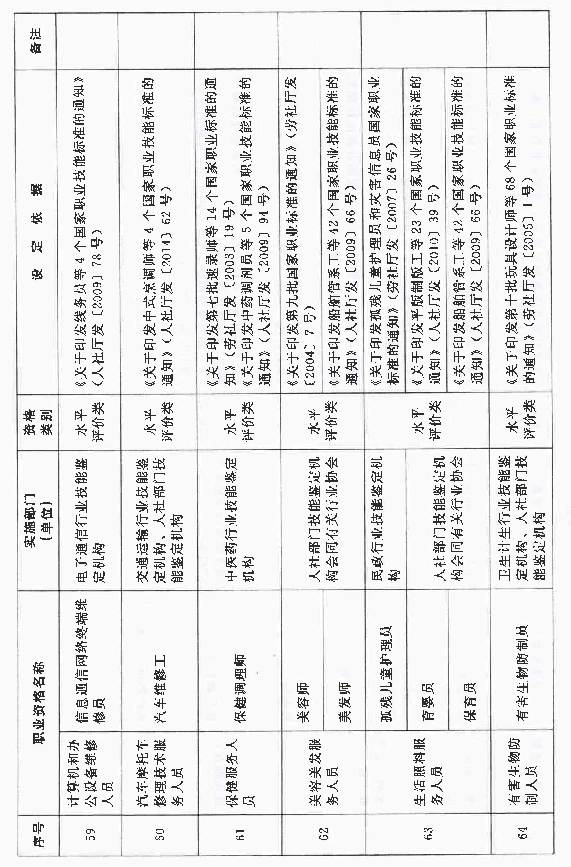 序号
职业资格名称
实施部门
（单位）
资格
类别
设 定 依 据
备注
59
计算机和办
公设备维修
人员
信息通信网络终端维
修员
电子通信行业技能鉴
定机构
水平
评价类
《关于印发线务员等4个国家职业技能标准的通知》
（人社厅发〔2009〕78号）
60
汽车摩托车
修理技术服
务人员
汽车维修工
交通运输行业技能鉴
定机构、人社部门技
能鉴定机构
水平
评价类
《关于印发中式烹调师等4个国家职业技能标准的
通知》（人社厅发〔2014〕62号）
61
保健服务人
员
保健调理师
中医药行业技能鉴定
机构
水平
评价类
《关于印发第七批速录师等14个国家职业标准的通
知》（劳社厅发〔2003〕19号）
《关于印发中药调剂员等5个国家职业技能标准的
通知》（人社厅发〔2009〕94号）
62
美容美发服
务人员
美容师
美发师
人社部门技能鉴定机
构会同有关行业协会
水平
评价类
《关于印发第九批国家职业标准的通知》（劳社厅发
〔2004〕7号）
《关于印发船舶管系工等42个国家职业技能标准的
通知》（人社厅发〔2009〕66号）
63
生活照料服
务人员
孤残儿童护理员
民政行业技能鉴定机
构
水平
评价类
《关于印发孤残儿童护理员和灾害信息员国家职业
标准的通知》（劳社厅发〔2007〕26号）
育婴员
人社部门技能鉴定机
构会同有关行业协会
《关于印发平版制版工等23个国家职业技能标准的
通知》（人社厅发〔2010〕39号）
保育员
《关于印发船舶管系工等42个国家职业技能标准的
通知》（人社厅发〔2009〕66号）
64
有害生物防
制人员
有害生物防制员
卫生计生行业技能鉴
定机构、人社部门技
能鉴定机构
水平
评价类
《关于印发第十批玩具设计师等68个国家职业标准
的通知》（劳社厅发〔2005〕1号）